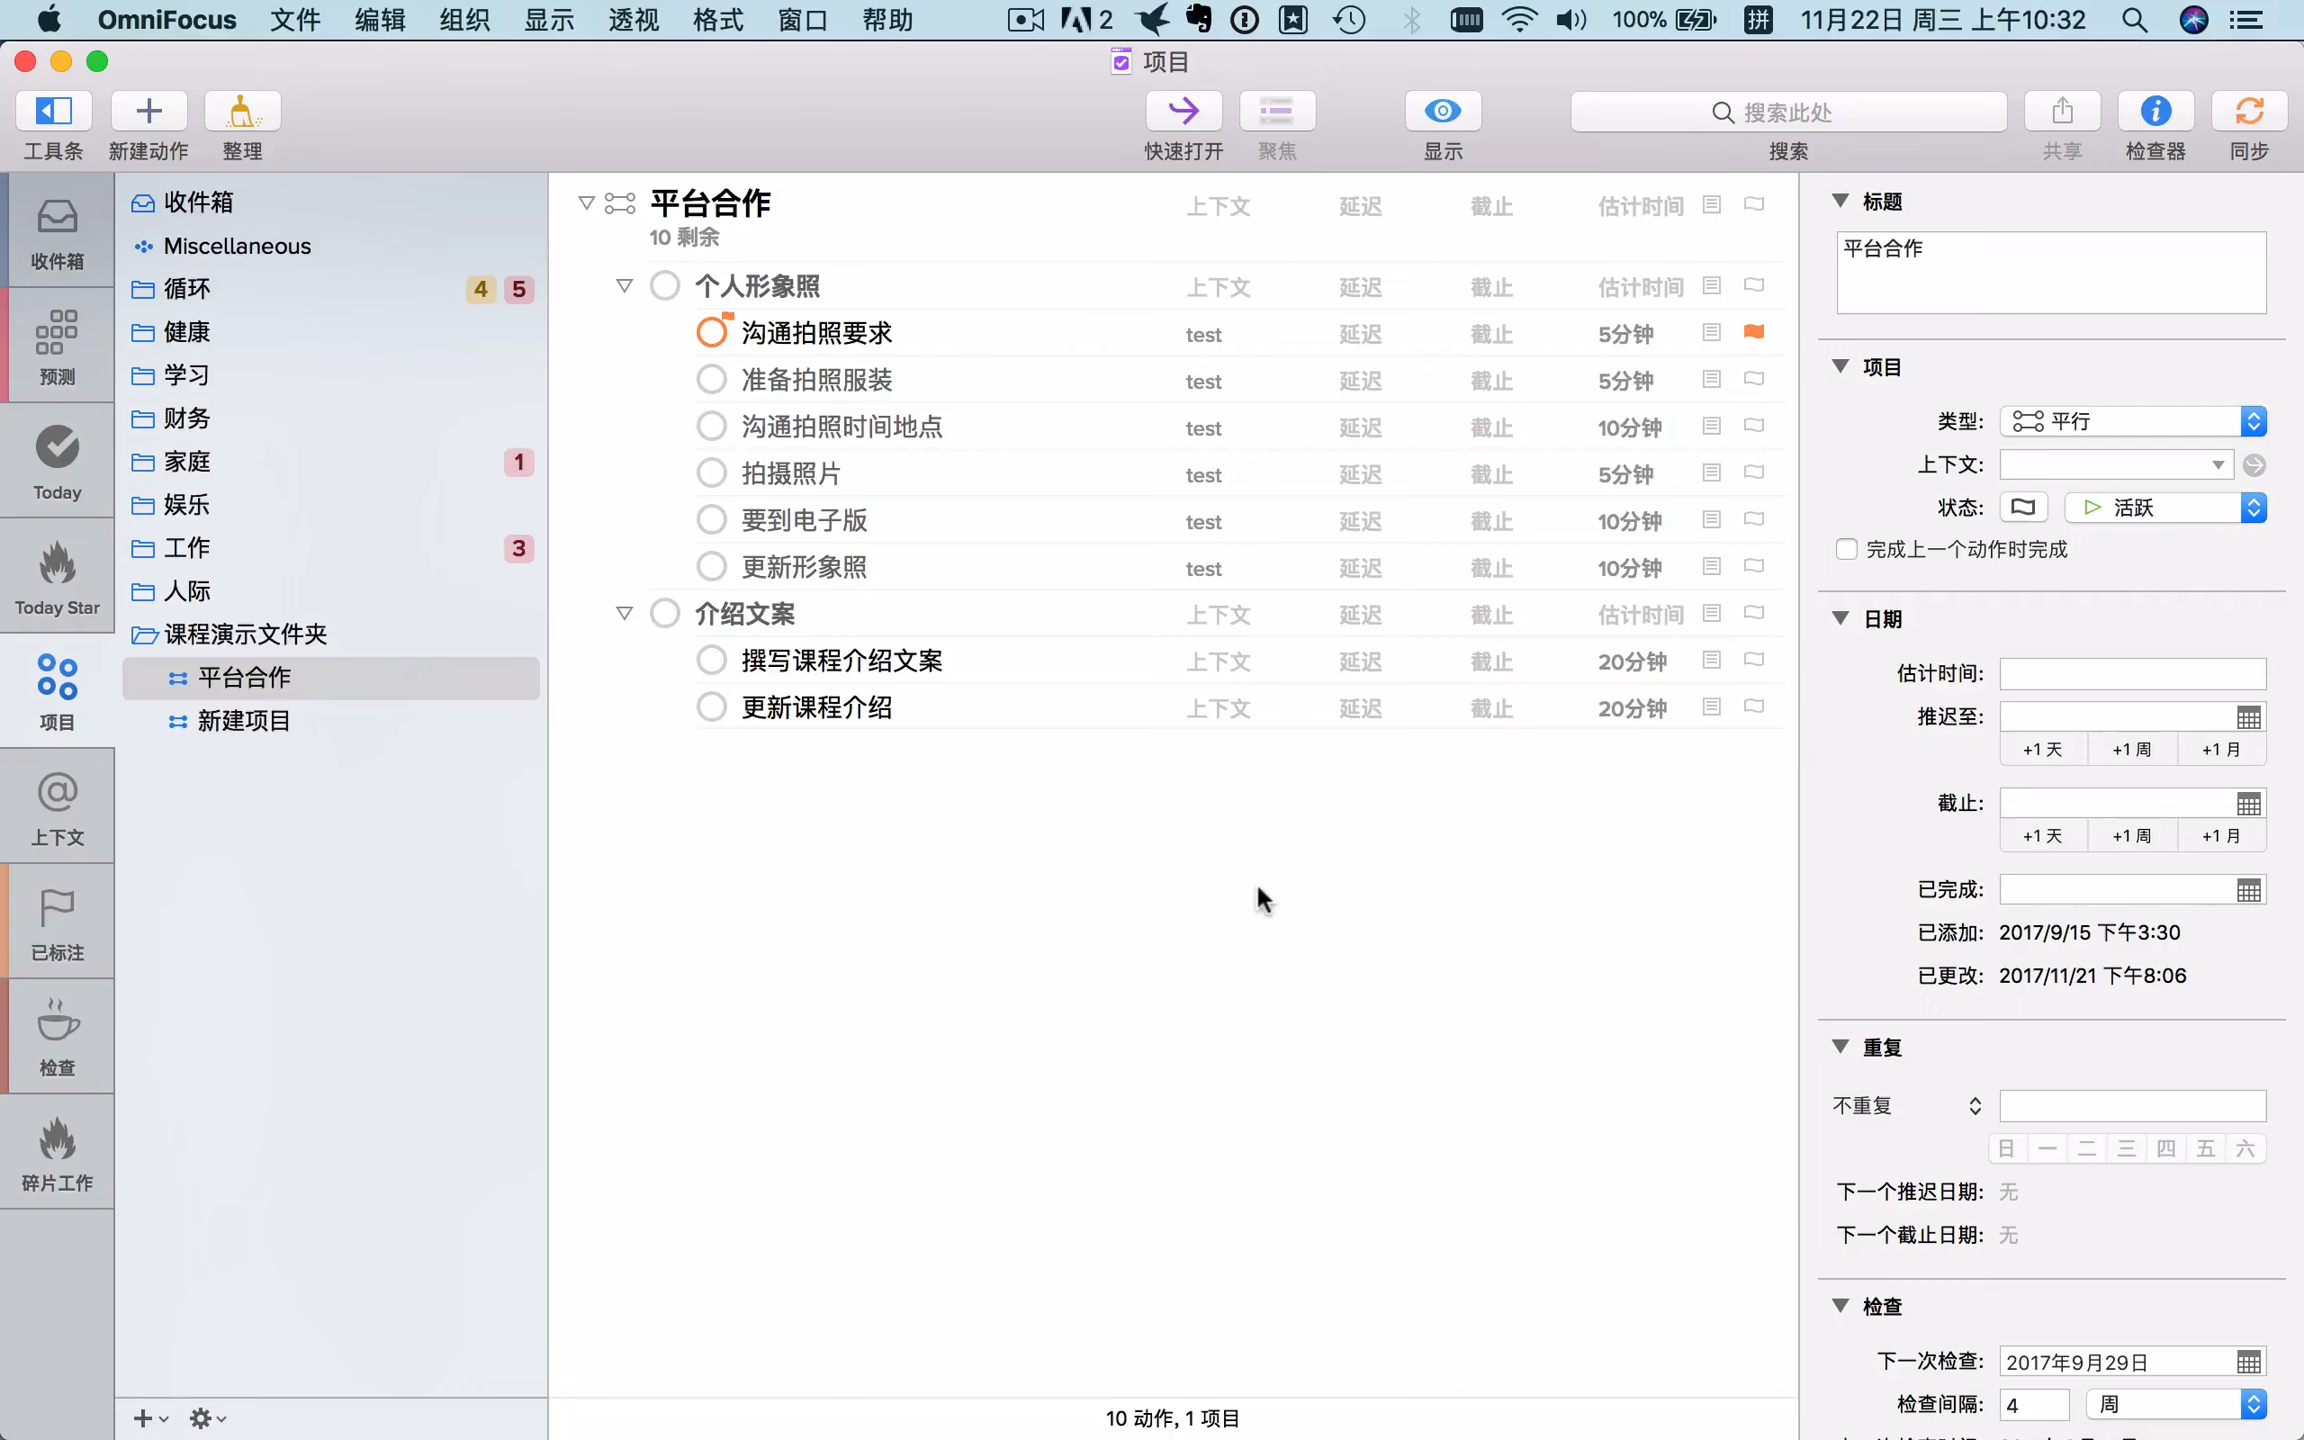 OmniFocus 文件 编辑 组织 显示 透视 格式 窗口 帮助 2 100% 拼 11月22日 周三 上午10:32
项目
搜索此处
工具条 新建动作 整理 快速打开 聚焦 显示 搜索 共享 检查器 同步
收件箱
预测
Today
Today Star
项目
上下文
已标注
检查
碎片工作
收件箱
Miscellaneous
循环 4 5
健康
学习
财务
家庭 1
娱乐
工作 3
人际
课程演示文件夹
平台合作
新建项目
平台合作 上下文 延迟 截止 估计时间
10 剩余
个人形象照 上下文 延迟 截止 估计时间
沟通拍照要求 test 延迟 截止 5分钟
准备拍照服装 test 延迟 截止 5分钟
沟通拍照时间地点 test 延迟 截止 10分钟
拍摄照片 test 延迟 截止 5分钟
要到电子版 test 延迟 截止 10分钟
更新形象照 test 延迟 截止 10分钟
介绍文案 上下文 延迟 截止 估计时间
撰写课程介绍文案 上下文 延迟 截止 20分钟
更新课程介绍 上下文 延迟 截止 20分钟
10 动作, 1 项目
标题
平台合作
项目
类型: 平行
上下文:
状态: 活跃
完成上一个动作时完成
日期
估计时间:
推迟至:
+1 天 +1 周 +1 月
截止:
+1 天 +1 周 +1 月
已完成:
已添加: 2017/9/15 下午3:30
已更改: 2017/11/21 下午8:06
重复
不重复
日 一 二 三 四 五 六
下一个推迟日期: 无
下一个截止日期: 无
检查
下一次检查: 2017年9月29日
检查间隔: 4 周